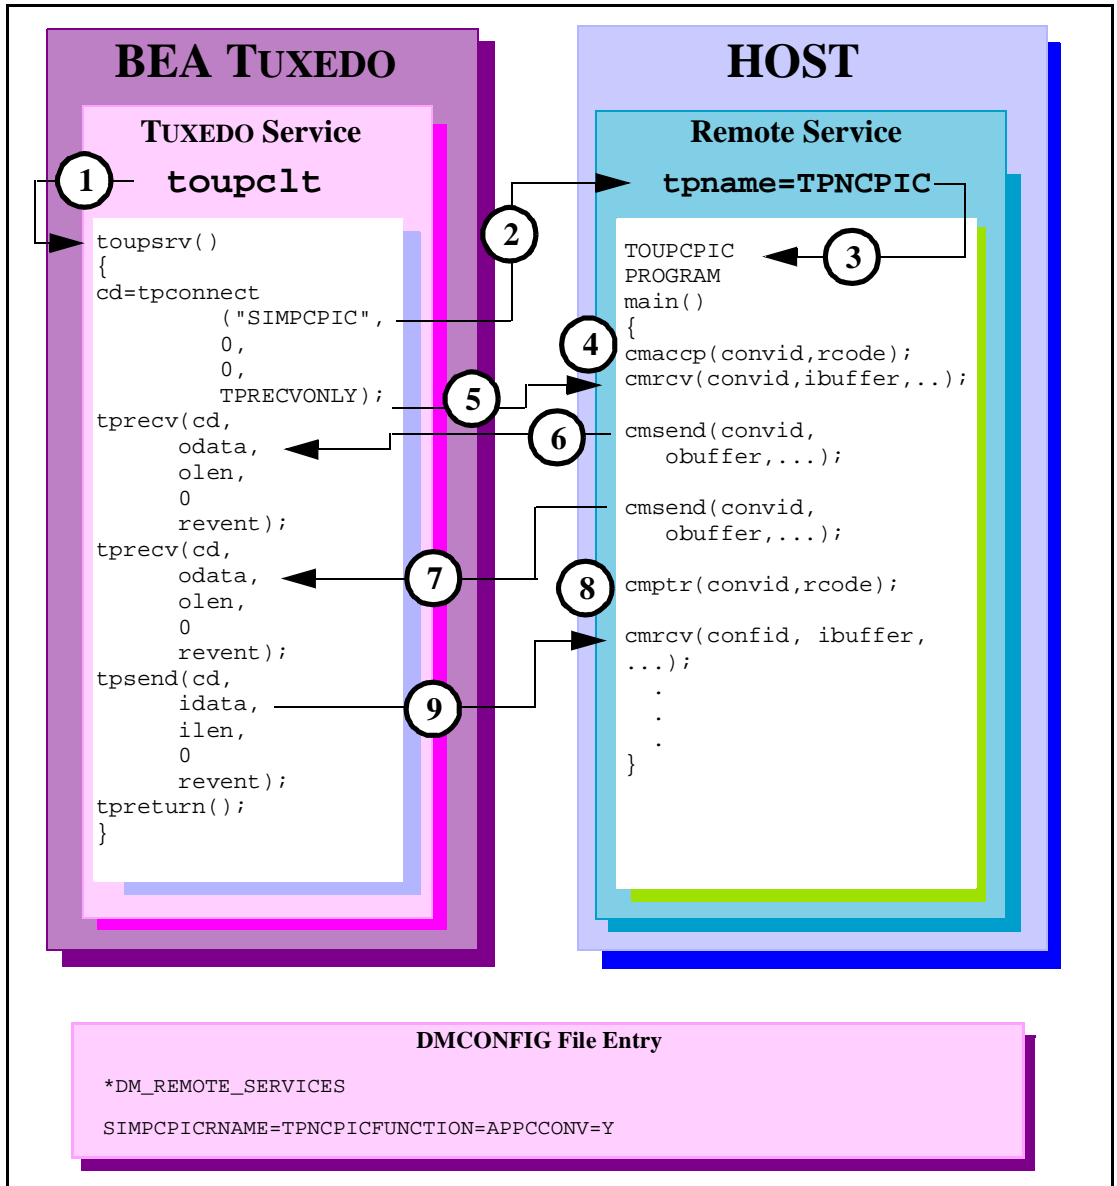 BEA TUXEDO
TUXEDO Service
1
toupclt
toupsrv()
{
cd=tpconnect
("SIMPCPIC",
0,
0,
TPRECVONLY);
tprecv(cd,
odata,
olen,
0
revent);
tprecv(cd,
odata,
olen,
0
revent);
tpsend(cd,
idata,
ilen,
0
revent);
tpreturn();
}
2
5
6
7
9
HOST
Remote Service
tpname=TPNCPIC
3
TOUPCPIC
PROGRAM
main()
{
4
cmaccp(convid,rcode);
cmrcv(convid,ibuffer,..);
cmsend(convid,
obuffer,...);
cmsend(convid,
obuffer,...);
8
cmptr(convid,rcode);
cmrcv(confid, ibuffer,
...);
.
.
.
}
DMCONFIG File Entry
*DM_REMOTE_SERVICES
SIMPCPICRNAME=TPNCPICFUNCTION=APPCCONV=Y